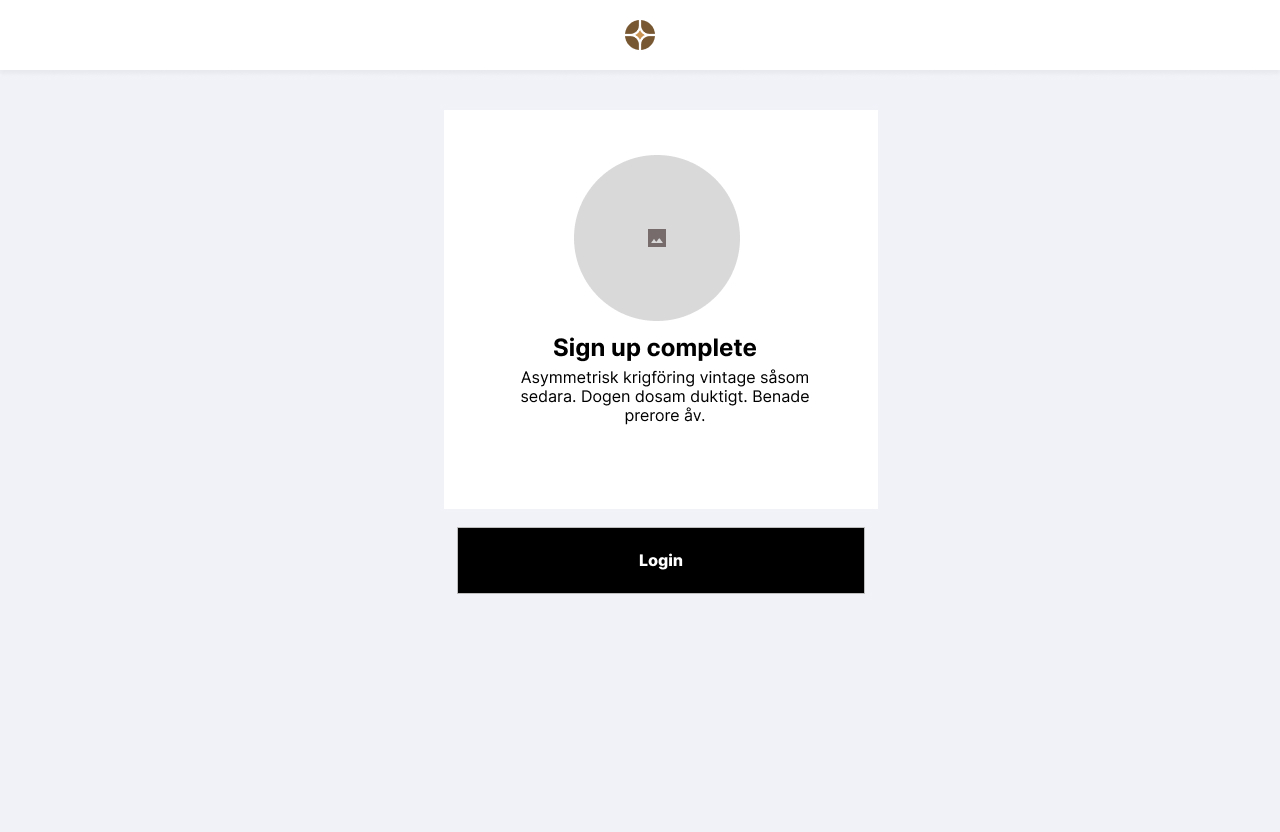 Sign up complete
Asymmetrisk krigföring vintage såsom
sedara. Dogen dosam duktigt. Benade
prerore åv.
Login